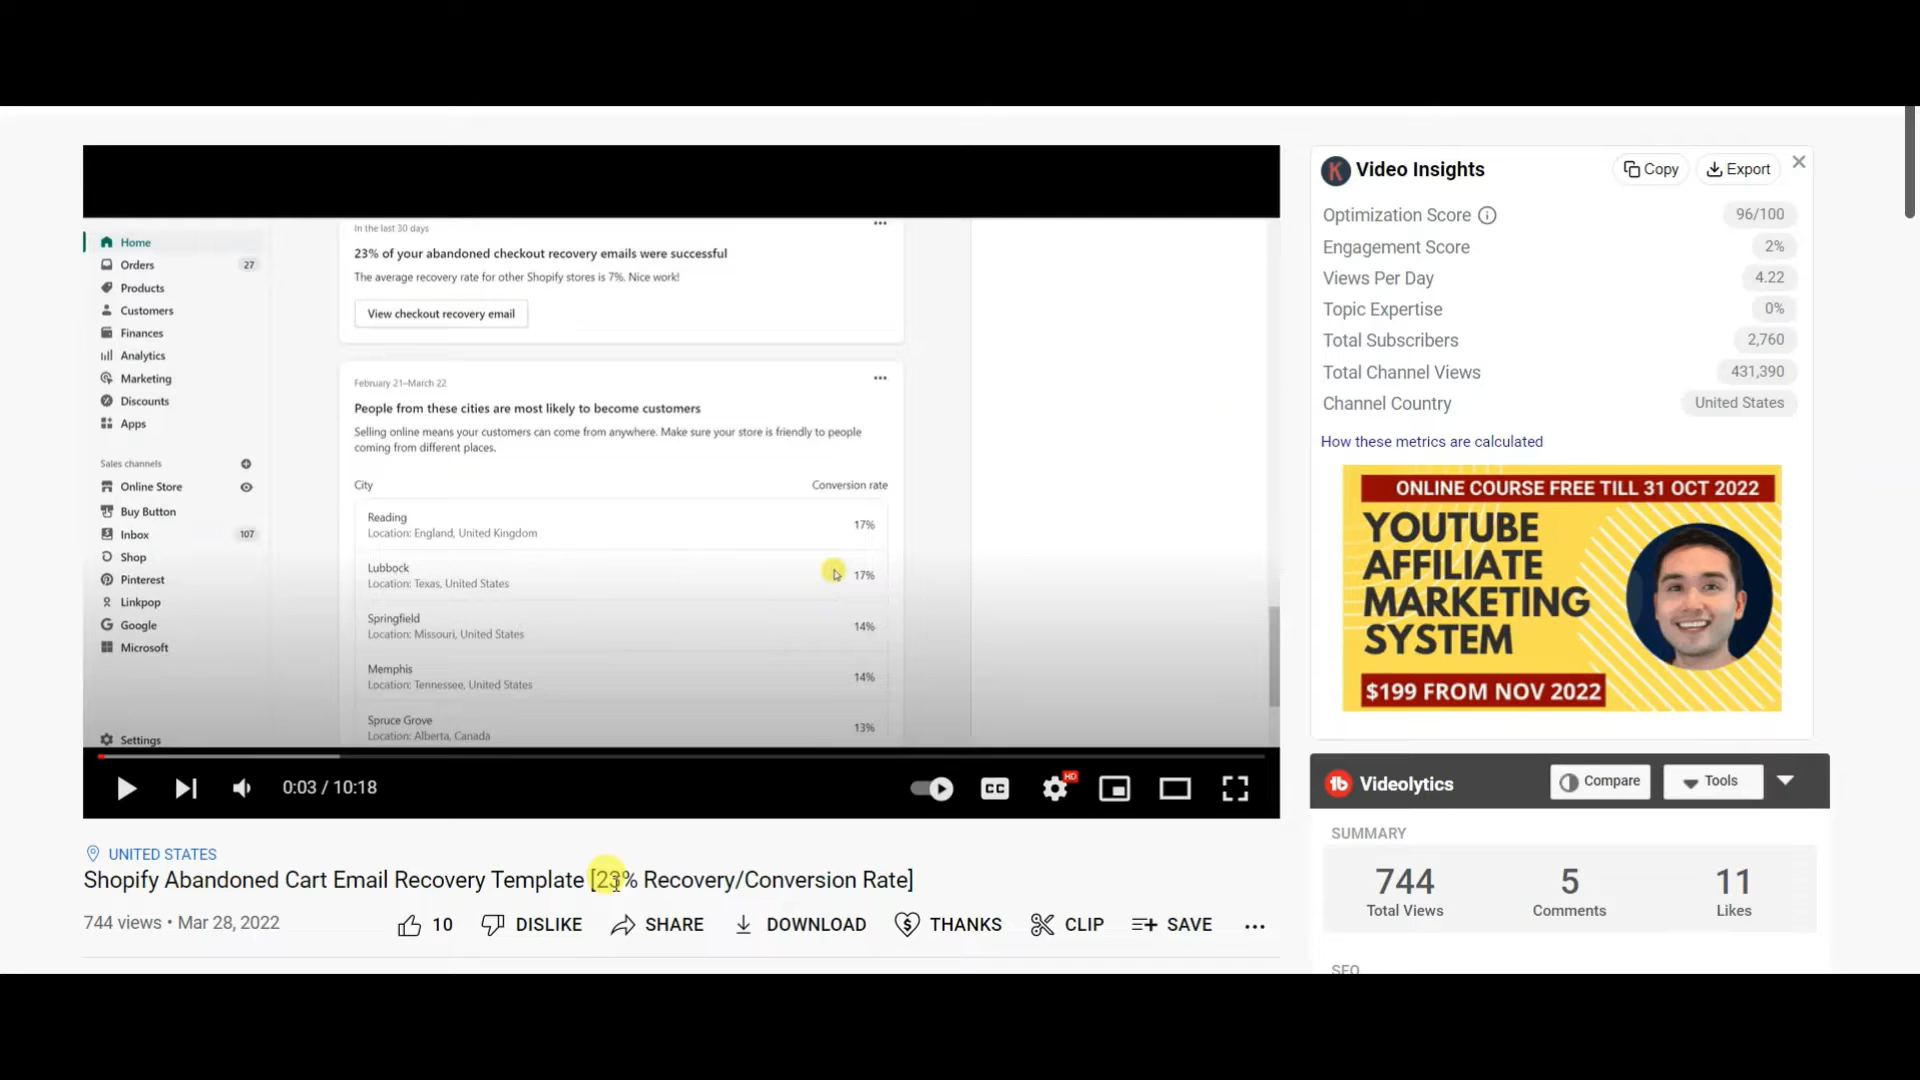 Home
Orders 27
Products
Customers
Finances
Analytics
Marketing
Discounts
Apps
Sales channels
Online Store
Buy Button
Inbox 107
Shop
Pinterest
Linkpop
Google
Microsoft
Settings
In the last 30 days
23% of your abandoned checkout recovery emails were successful
The average recovery rate for other Shopify stores is 7%. Nice work!
View checkout recovery email
February 21–March 22
People from these cities are most likely to become customers
Selling online means your customers can come from anywhere. Make sure your store is friendly to people
coming from different places.
City Conversion rate
Reading
Location: England, United Kingdom 17%
Lubbock
Location: Texas, United States 17%
Springfield
Location: Missouri, United States 14%
Memphis
Location: Tennessee, United States 14%
Spruce Grove
Location: Alberta, Canada 13%
0:03 / 10:18
CC
HD
UNITED STATES
Shopify Abandoned Cart Email Recovery Template [23% Recovery/Conversion Rate]
744 views • Mar 28, 2022
10 DISLIKE SHARE DOWNLOAD THANKS CLIP SAVE
K Video Insights Copy Export
Optimization Score 96/100
Engagement Score 2%
Views Per Day 4.22
Topic Expertise 0%
Total Subscribers 2,760
Total Channel Views 431,390
Channel Country United States
How these metrics are calculated
ONLINE COURSE FREE TILL 31 OCT 2022
YOUTUBE
AFFILIATE
MARKETING
SYSTEM
$199 FROM NOV 2022
Videolytics Compare Tools
SUMMARY
744 5 11
Total Views Comments Likes
SEO